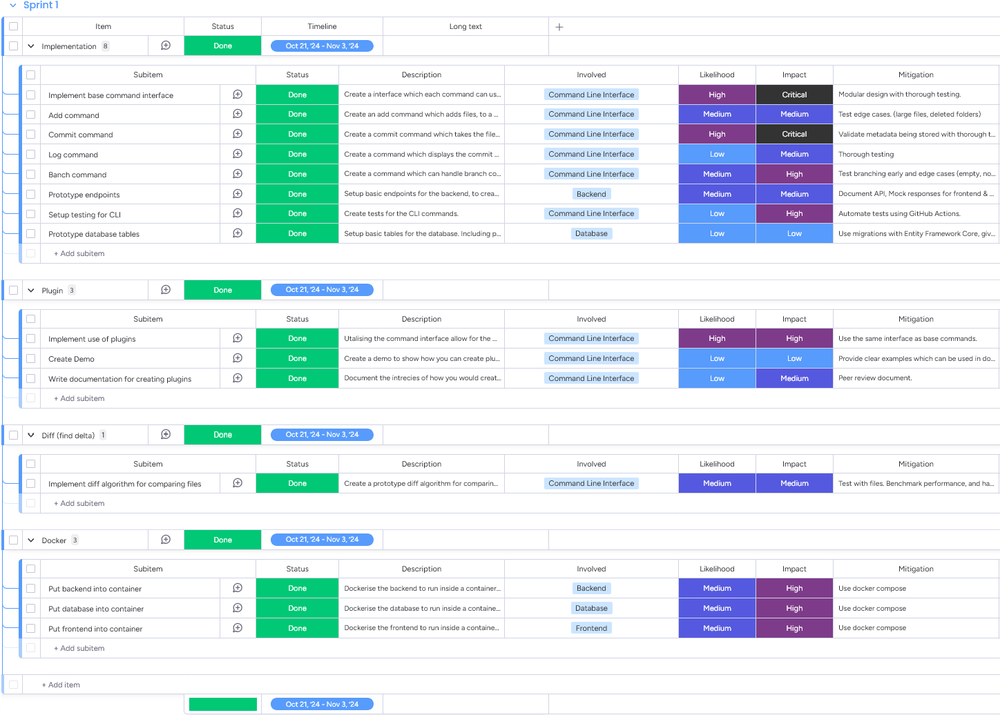 Sprint 1
Item Status Timeline Long text
Implementation 8 Done Oct 21, '24 - Nov 3, '24
Subitem Status Description Involved Likelihood Impact Mitigation
Implement base command interface Done Create a interface which each command can us... Command Line Interface High Critical Modular design with thorough testing.
Add command Done Create an add command which adds files, to a ... Command Line Interface Medium Medium Test edge cases. (large files, deleted folders)
Commit command Done Create a commit command which takes the file... Command Line Interface High Critical Validate metadata being stored with thorough t...
Log command Done Create a command which displays the commit ... Command Line Interface Low Medium Thorough testing
Banch command Done Create a command which can handle branch co... Command Line Interface Medium High Test branching early and edge cases (empty, no...
Prototype endpoints Done Setup basic endpoints for the backend, to crea... Backend Medium Medium Document API, Mock responses for frontend & ...
Setup testing for CLI Done Create tests for the CLI commands. Command Line Interface Low High Automate tests using GitHub Actions.
Prototype database tables Done Setup basic tables for the database. Including p... Database Low Low Use migrations with Entity Framework Core, giv...
+ Add subitem
Plugin 3 Done Oct 21, '24 - Nov 3, '24
Subitem Status Description Involved Likelihood Impact Mitigation
Implement use of plugins Done Utalising the command interface allow for the ... Command Line Interface High High Use the same interface as base commands.
Create Demo Done Create a demo to show how you can create plu... Command Line Interface Low Low Provide clear examples which can be used in do...
Write documentation for creating plugins Done Document the intrecies of how you would creat... Command Line Interface Low Medium Peer review document.
+ Add subitem
Diff (find delta) 1 Done Oct 21, '24 - Nov 3, '24
Subitem Status Description Involved Likelihood Impact Mitigation
Implement diff algorithm for comparing files Done Create a prototype diff algorithm for comparin... Command Line Interface Medium Medium Test with files. Benchmark performance, and ha...
+ Add subitem
Docker 3 Done Oct 21, '24 - Nov 3, '24
Subitem Status Description Involved Likelihood Impact Mitigation
Put backend into container Done Dockerise the backend to run inside a container... Backend Medium High Use docker compose
Put database into container Done Dockerise the database to run inside a containe... Database Medium High Use docker compose
Put frontend into container Done Dockerise the frontend to run inside a containe... Frontend Medium High Use docker compose
+ Add subitem
+ Add item
Oct 21, '24 - Nov 3, '24